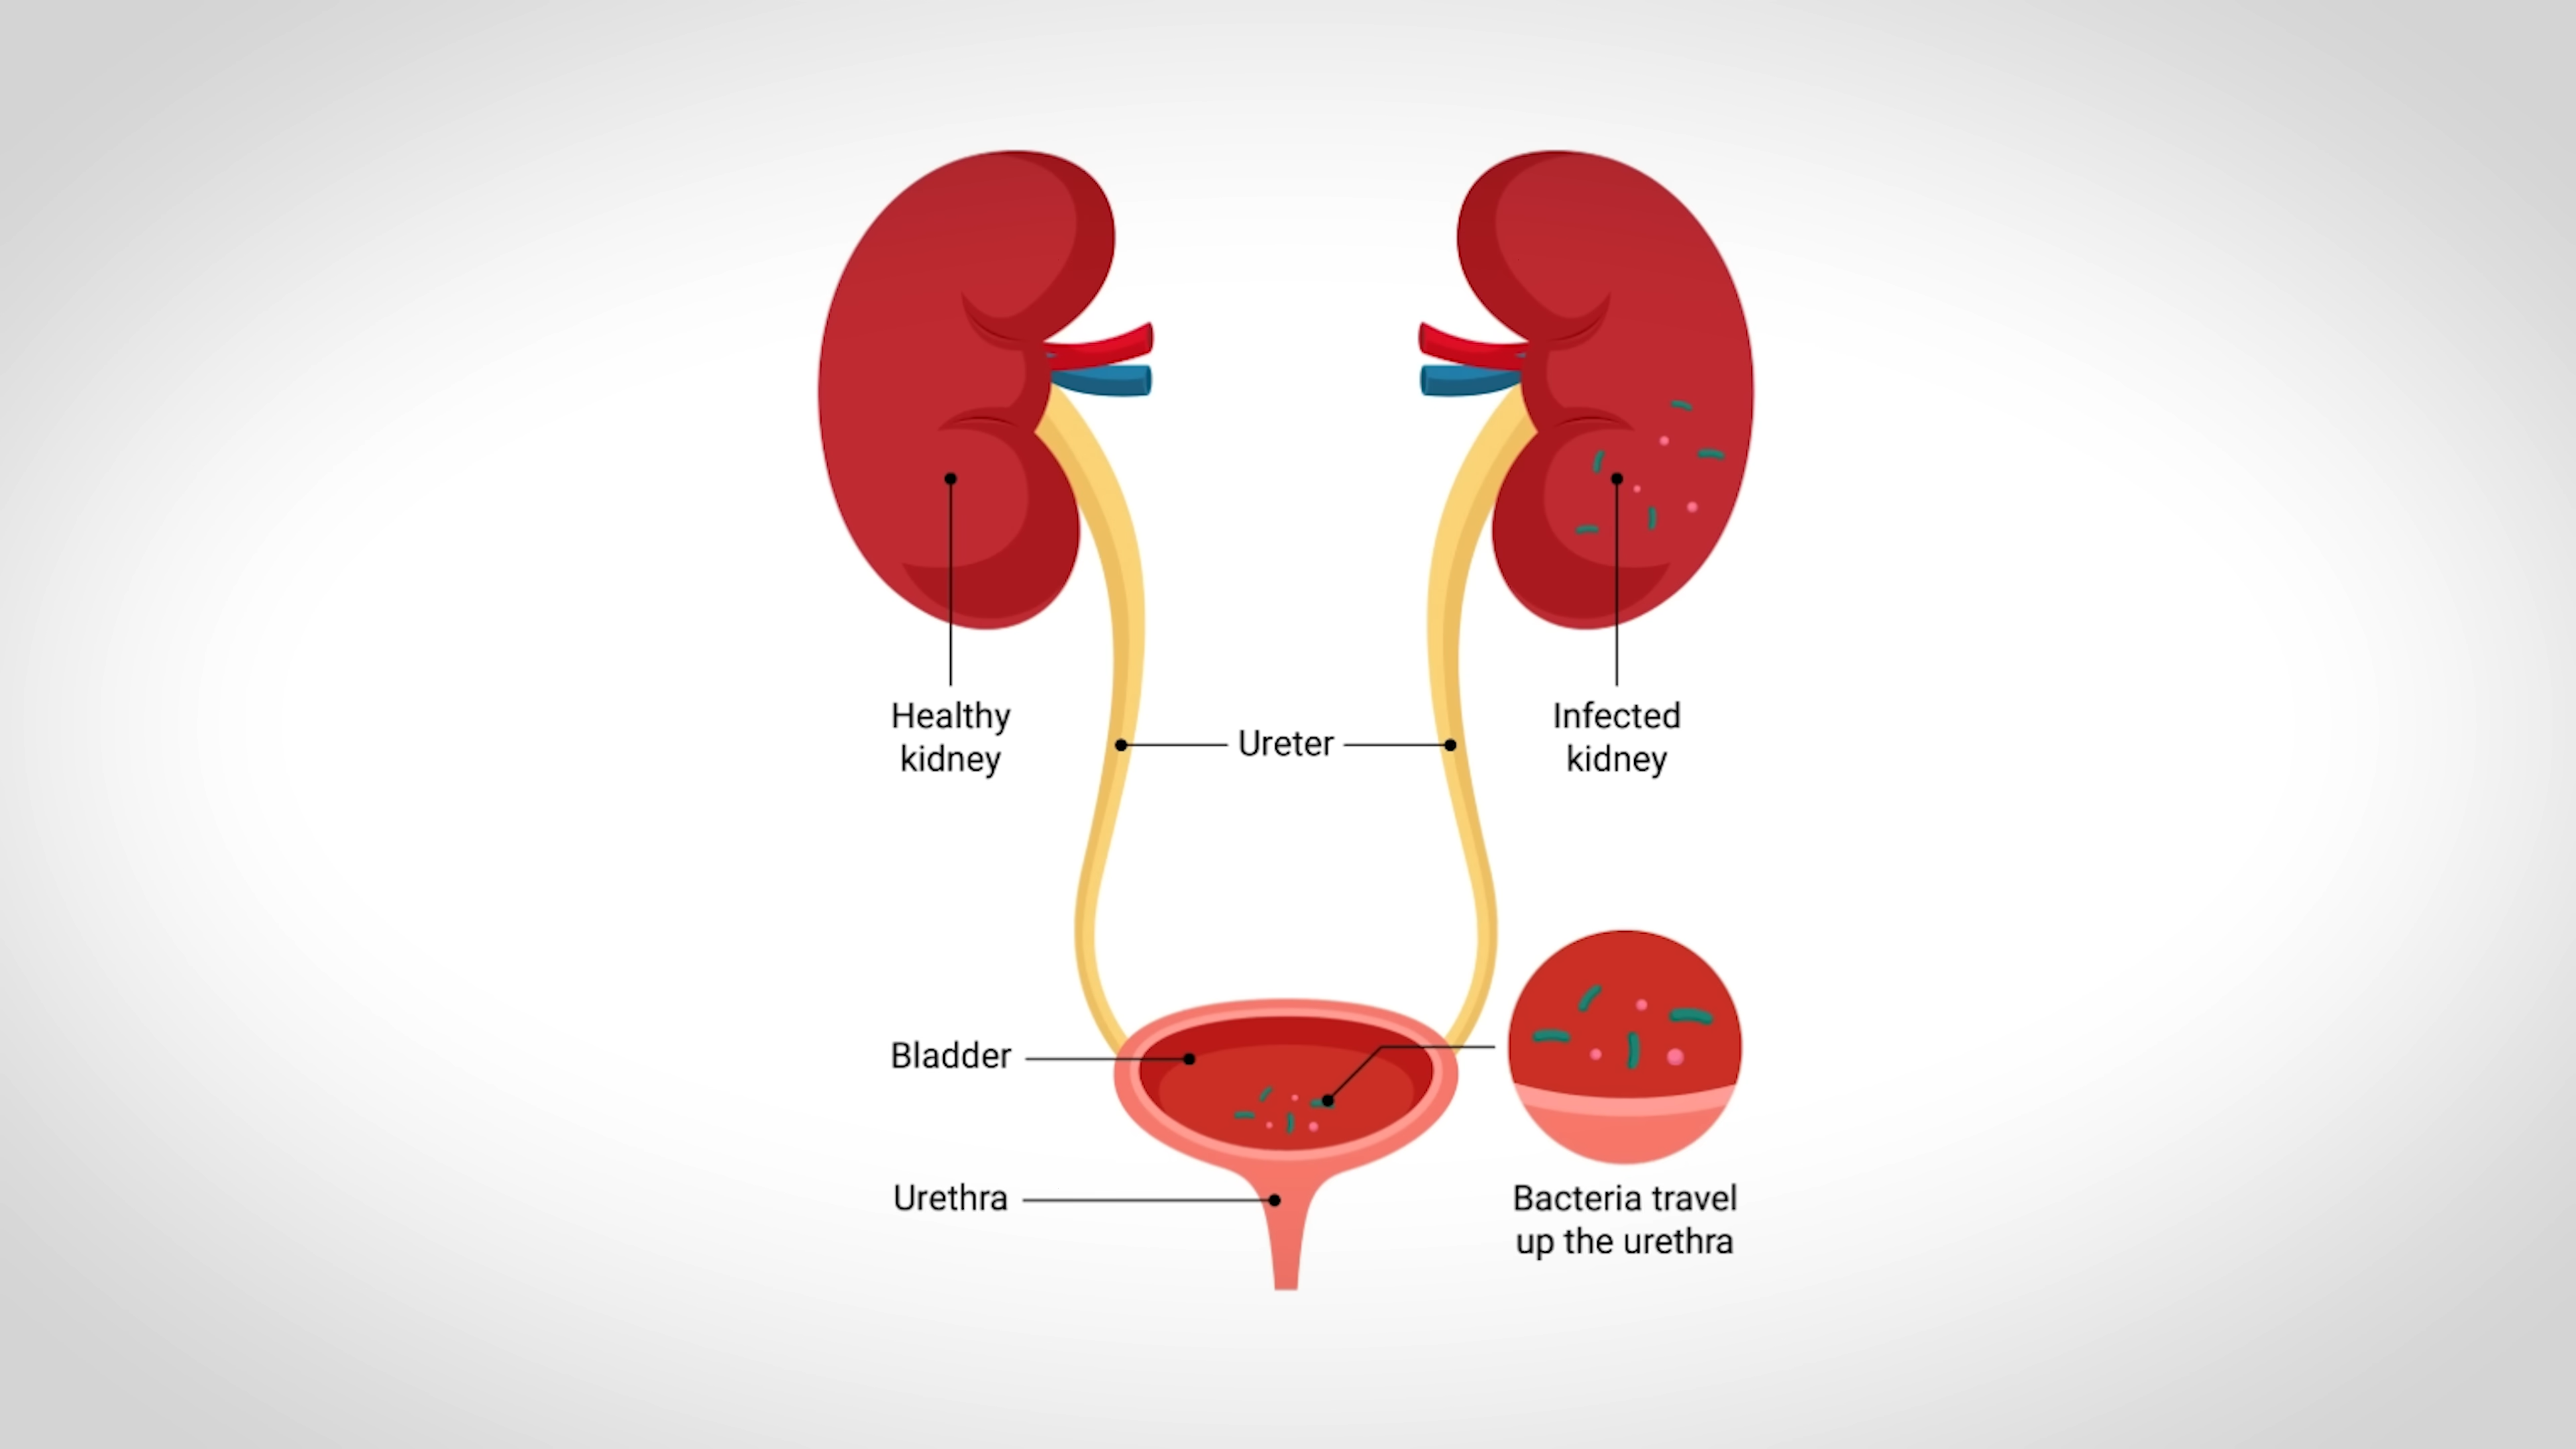 Healthy
kidney
Ureter
Infected
kidney
Bladder
Urethra
Bacteria travel
up the urethra